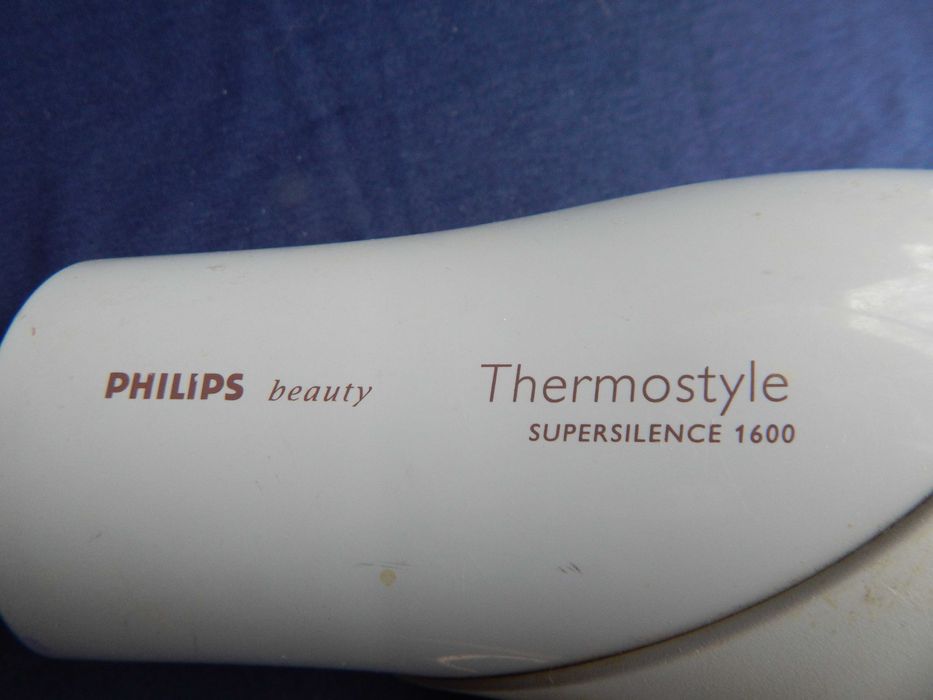 PHILIPS beauty
Thermostyle
SUPERSILENCE 1600